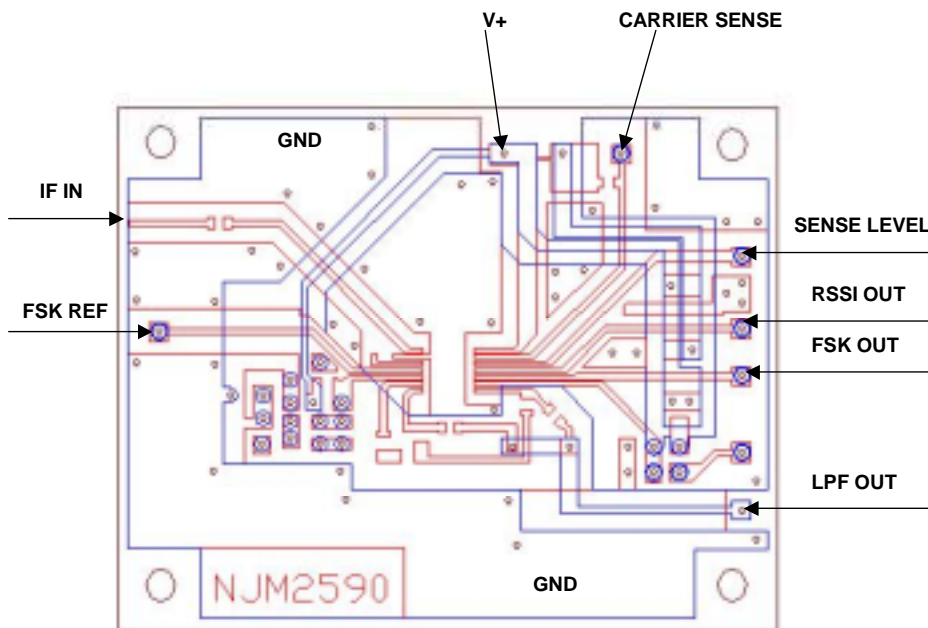 V+
CARRIER SENSE
GND
IF IN
SENSE LEVEL
RSSI OUT
FSK REF
FSK OUT
LPF OUT
GND
NJM2590